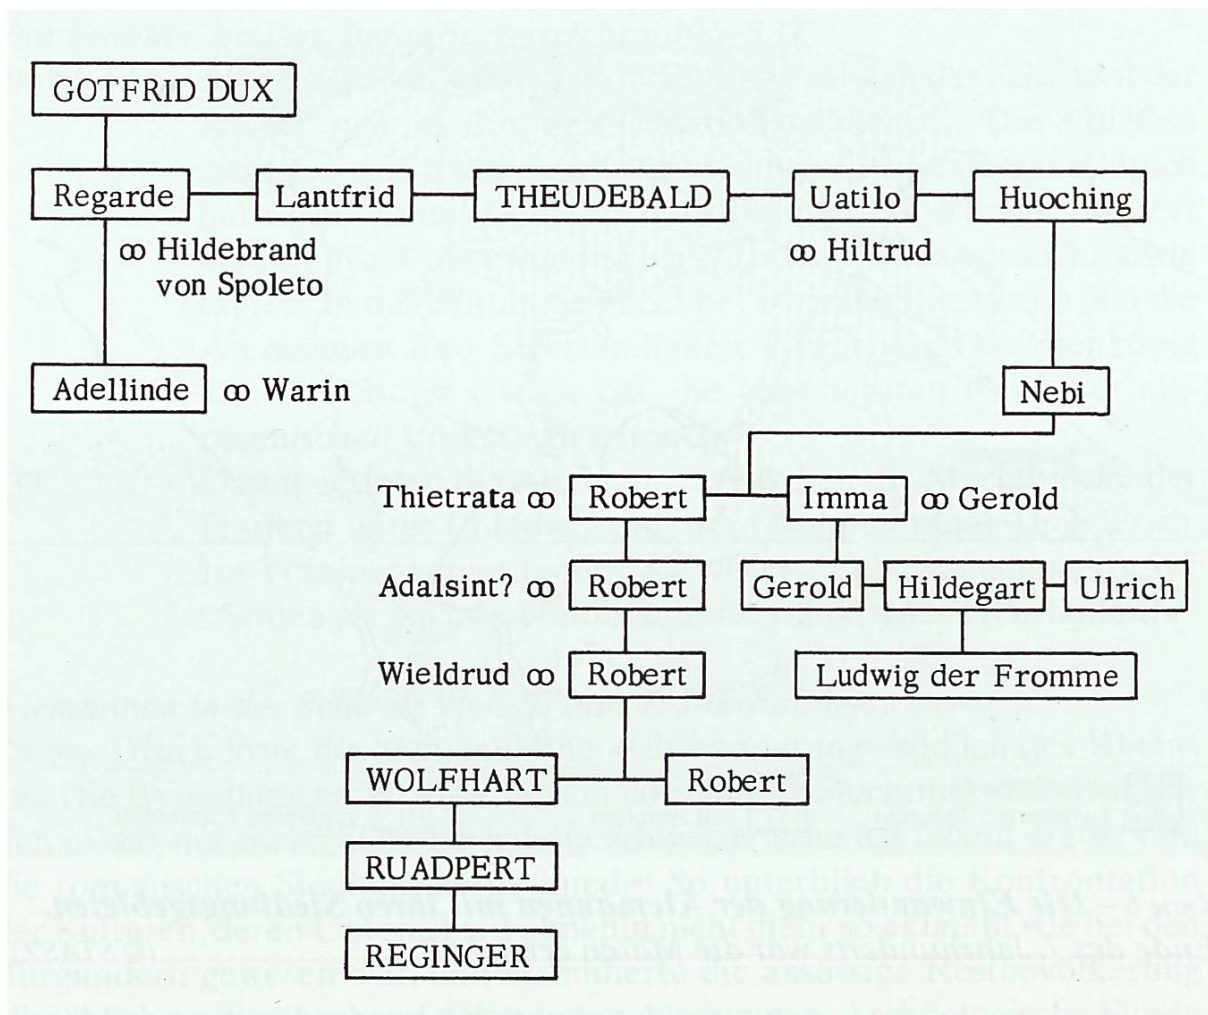 GOTFRID DUX
Regarde Lantfrid THEUDEBALD Uatilo Huoching
∞ Hildebrand ∞ Hiltrud
von Spoleto
Adellinde ∞ Warin Nebi
Thietrata ∞ Robert Imma ∞ Gerold
Adalsint? ∞ Robert Gerold Hildegart Ulrich
Wieldrud ∞ Robert Ludwig der Fromme
WOLFHART Robert
RUADPERT
REGINGER